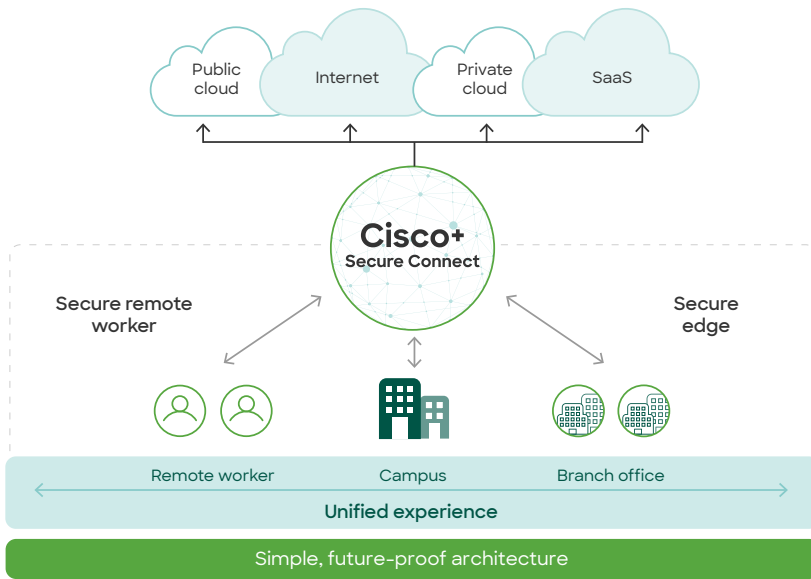 Public
cloud
Internet
Private
cloud
SaaS
Cisco+
Secure Connect
Secure remote
worker
Secure
edge
Remote worker
Campus
Branch office
Unified experience
Simple, future-proof architecture